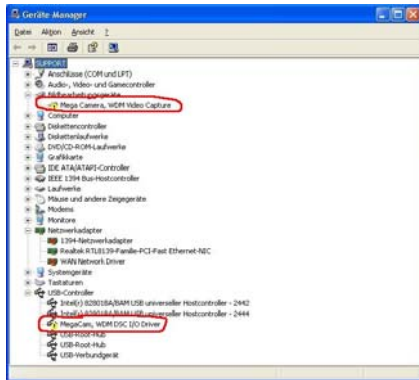 Geräte Manager
Datei Aktion Ansicht ?
SUPPORT
Anschlüsse (COM und LPT)
Audio-, Video- und Gamecontroller
Bildbearbeitungsgeräte
Mega Camera, WDM Video Capture
Computer
Diskettencontroller
Diskettenlaufwerke
DVD/CD-ROM-Laufwerke
Grafikkarte
IDE ATA/ATAPI-Controller
IEEE 1394 Bus-Hostcontroller
Laufwerke
Mäuse und andere Zeigegeräte
Modems
Monitore
Netzwerkadapter
1394-Netzwerkadapter
Realtek RTL8139-Familie-PCI-Fast Ethernet-NIC
WAN Network Driver
Systemgeräte
Tastaturen
USB-Controller
Intel(r) 82801BA/BAM USB universeller Hostcontroller - 2442
Intel(r) 82801BA/BAM USB universeller Hostcontroller - 2444
MegaCam, WDM DSC I/O Driver
USB-Root-Hub
USB-Root-Hub
USB-Verbundgerät